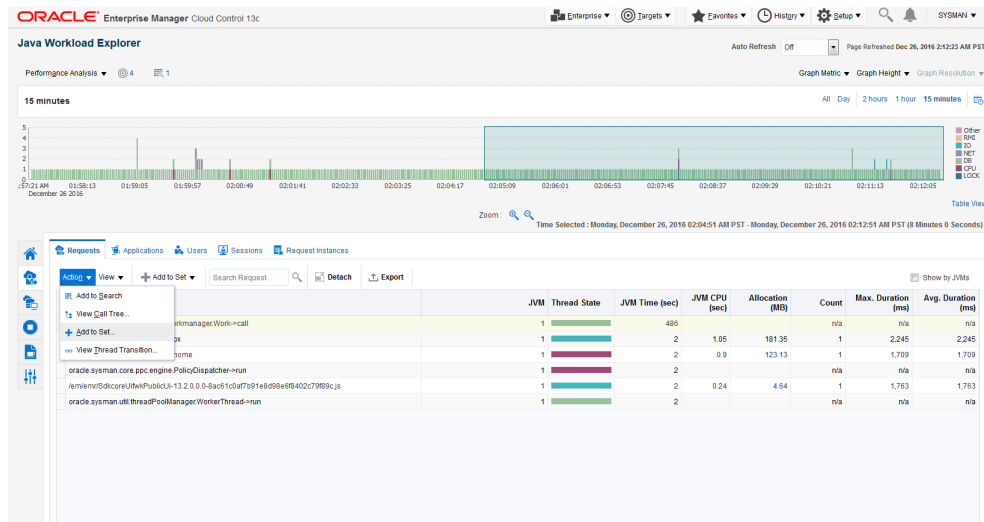 ORACLE® Enterprise Manager Cloud Control 13c
Enterprise Targets Favorites History Setup SYSMAN
Java Workload Explorer
Auto Refresh Off Page Refreshed Dec 26, 2016 2:12:23 AM PST
Performance Analysis 4 1
Graph Metric Graph Height Graph Resolution
15 minutes
All Day 2 hours 1 hour 15 minutes
5
4
3
2
1
0
Other
RMI
IO
NET
DB
CPU
LOCK
:57:21 AM 01:58:13 01:59:05 01:59:57 02:00:49 02:01:41 02:02:33 02:03:25 02:04:17 02:05:09 02:06:01 02:06:53 02:07:45 02:08:37 02:09:29 02:10:21 02:11:13 02:12:05
December 26 2016
Table View
Zoom :
Time Selected : Monday, December 26, 2016 02:04:51 AM PST - Monday, December 26, 2016 02:12:51 AM PST (8 Minutes 0 Seconds)
Requests Applications Users Sessions Request Instances
Action View Add to Set Search Request Detach Export Show by JVMs
Add to Search
View Call Tree...
Add to Set...
View Thread Transition...
JVM Thread State JVM Time (sec) JVM CPU (sec) Allocation (MB) Count Max. Duration (ms) Avg. Duration (ms)
orkmanager.Work->call 1 486 n/a n/a n/a
1 2 1.05 181.35 1 2,245 2,245
home 1 2 0.9 123.13 1 1,709 1,709
oracle.sysman.core.ppc.engine.PolicyDispatcher->run 1 2 n/a n/a n/a
/em/emr/SdkcoreUifwkPublicUi-13.2.0.0.0-8ac61c0af7b91e8d98e6f8402c79f89c.js 1 2 0.24 4.64 1 1,763 1,763
oracle.sysman.util.threadPoolManager.WorkerThread->run 1 2 n/a n/a n/a